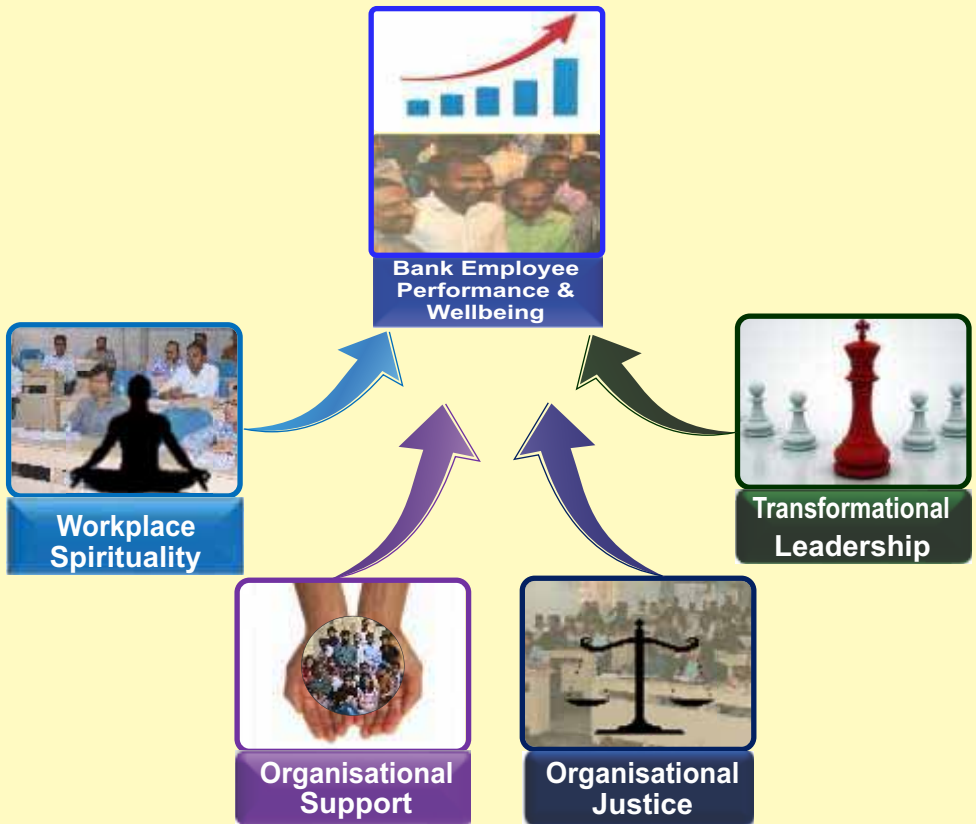 Bank Employee
Performance &
Wellbeing
Workplace
Spirituality
Transformational
Leadership
Organisational
Support
Organisational
Justice